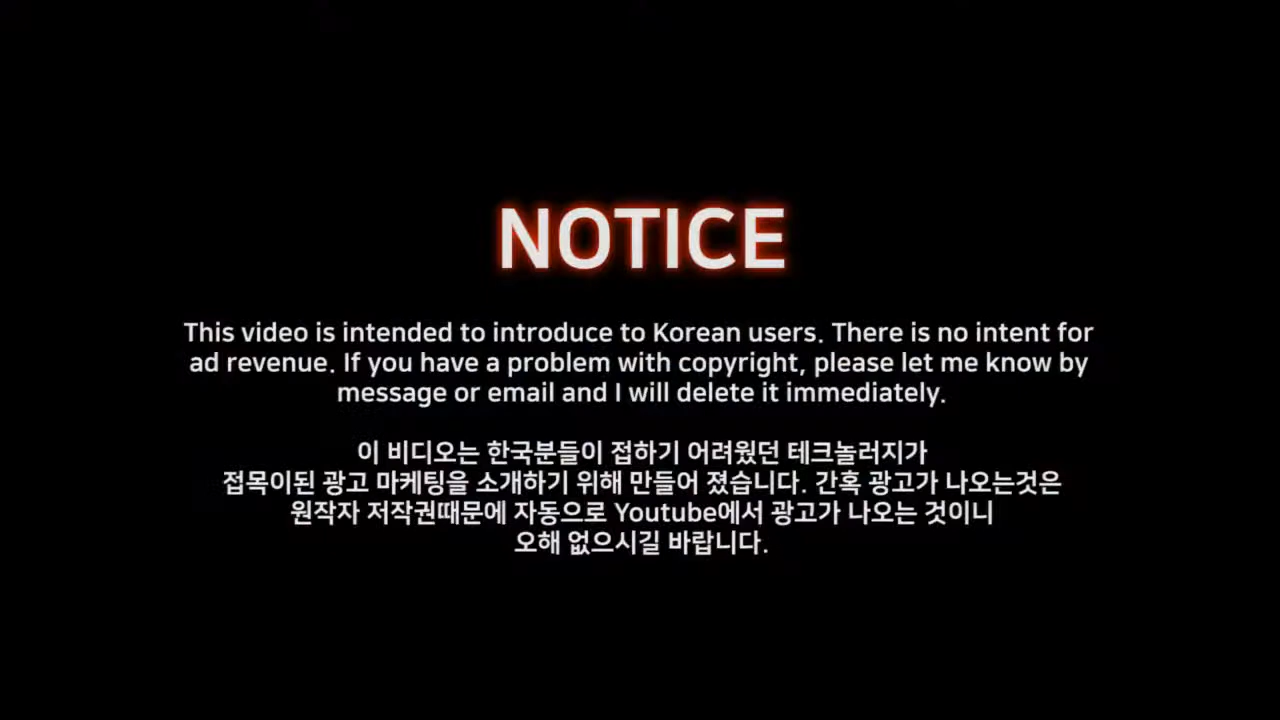 NOTICE
This video is intended to introduce to Korean users. There is no intent for
ad revenue. If you have a problem with copyright, please let me know by
message or email and I will delete it immediately.
이 비디오는 한국분들이 접하기 어려웠던 테크놀러지가
접목이된 광고 마케팅을 소개하기 위해 만들어 졌습니다. 간혹 광고가 나오는것은
원작자 저작권때문에 자동으로 Youtube에서 광고가 나오는 것이니
오해 없으시길 바랍니다.